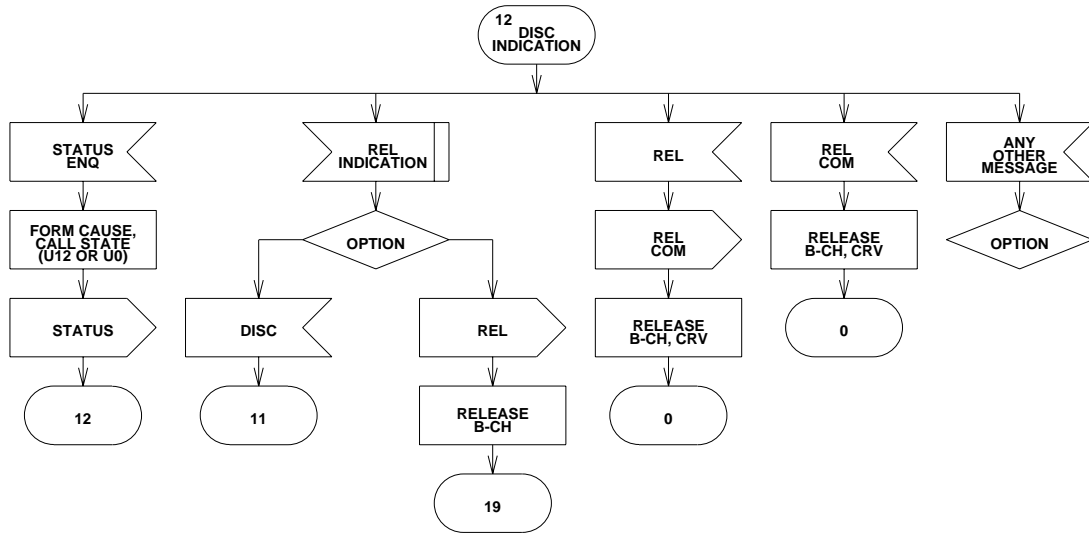 12
DISC
INDICATION
STATUS
ENQ
REL
INDICATION
REL
REL
COM
ANY
OTHER
MESSAGE
FORM CAUSE,
CALL STATE
(U12 OR U0)
OPTION
REL
COM
RELEASE
B-CH, CRV
OPTION
STATUS
DISC
REL
RELEASE
B-CH, CRV
0
12
11
RELEASE
B-CH
0
19